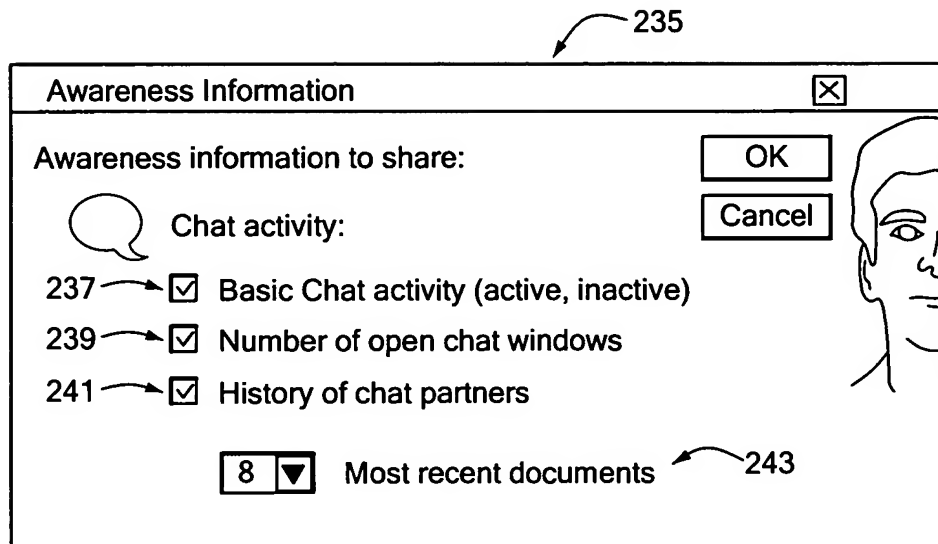 235
Awareness Information
Awareness information to share:
OK
Chat activity:
Cancel
237 Basic Chat activity (active, inactive)
239 Number of open chat windows
241 History of chat partners
8 Most recent documents 243